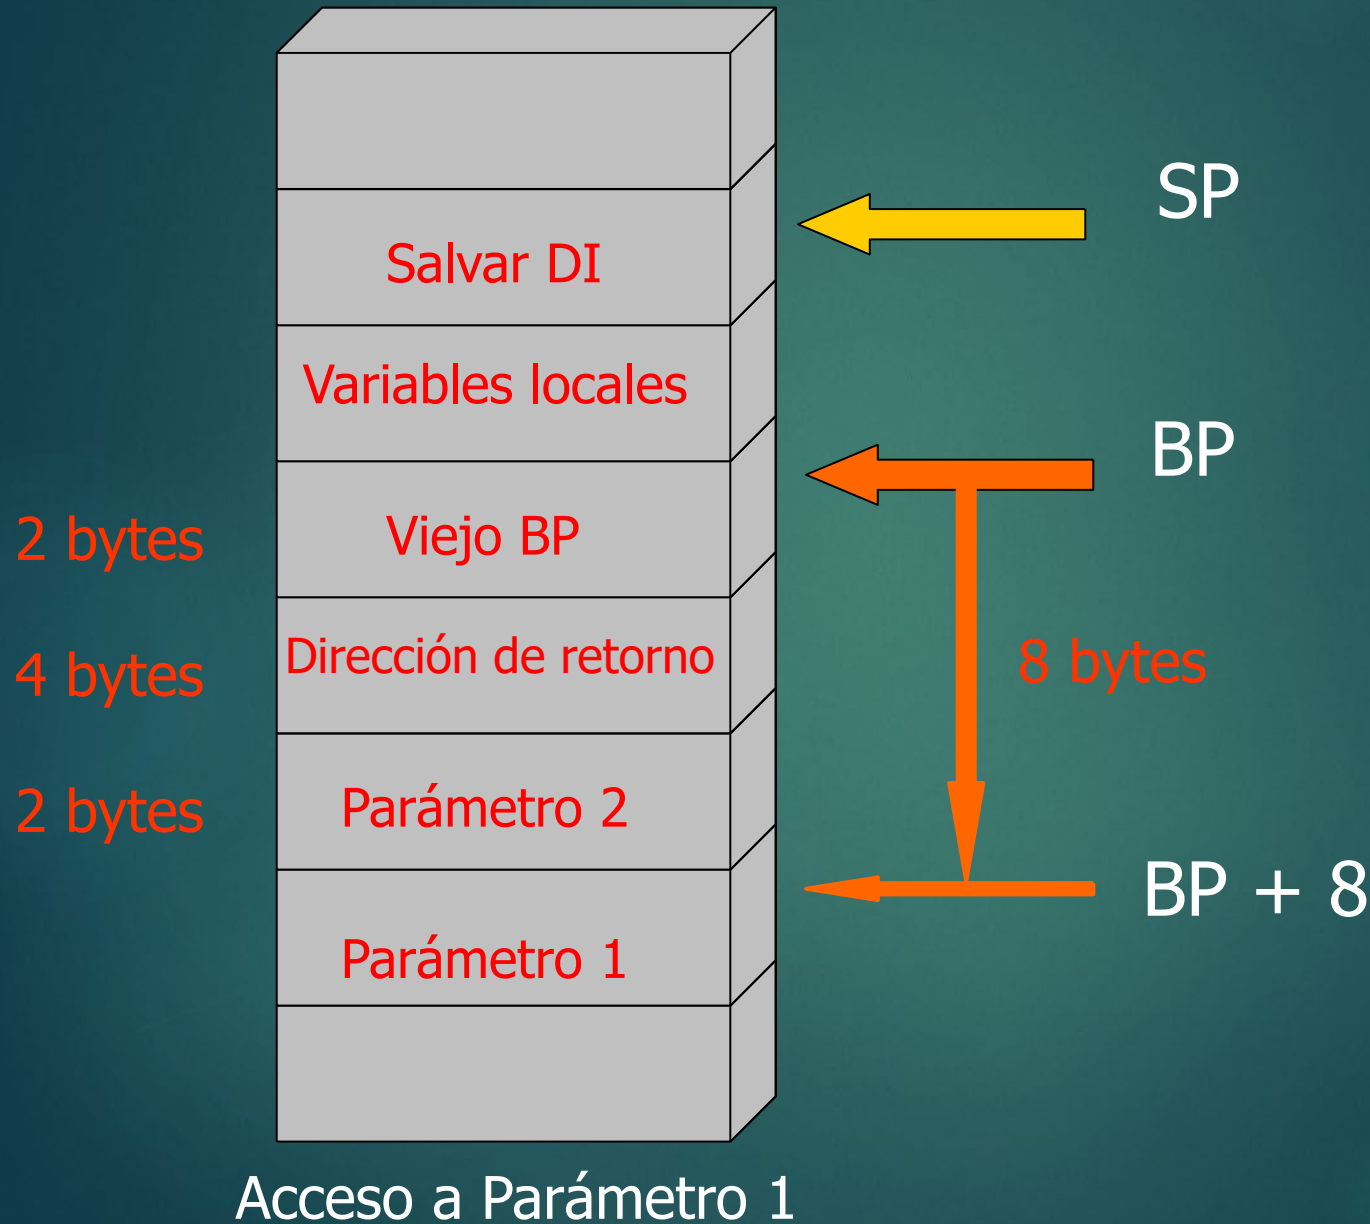 SP
Salvar DI
Variables locales
BP
2 bytes
Viejo BP
4 bytes
Dirección de retorno
8 bytes
2 bytes
Parámetro 2
BP + 8
Parámetro 1
Acceso a Parámetro 1